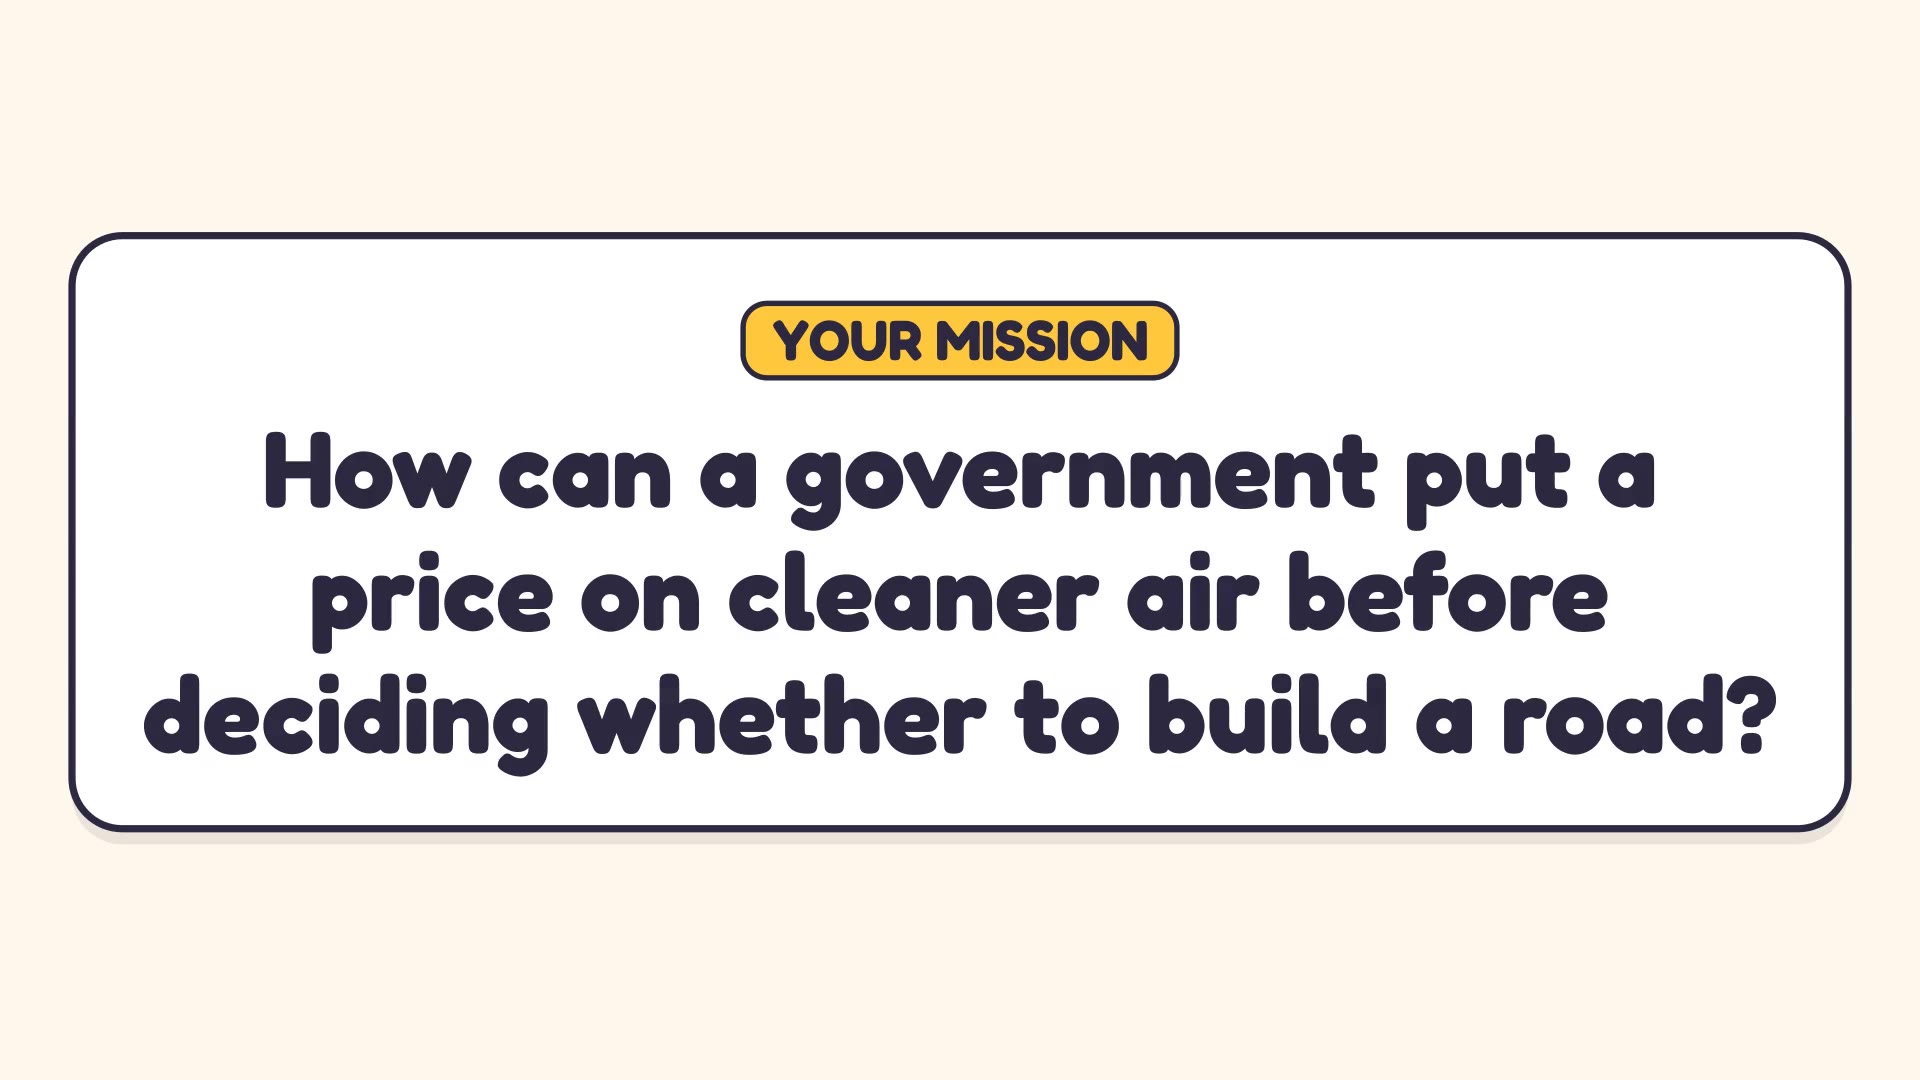 YOUR MISSION
How can a government put a
price on cleaner air before
deciding whether to build a road?